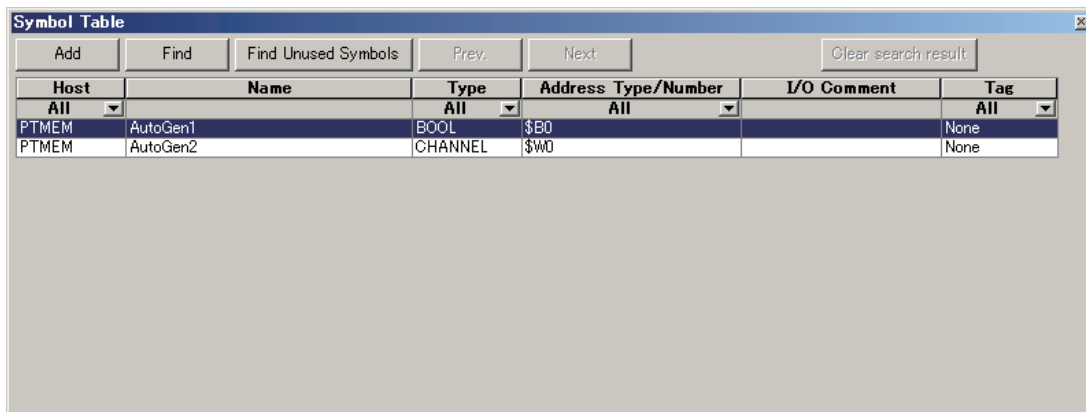 Symbol Table
Add Find Find Unused Symbols Prev. Next Clear search result
Host Name Type Address Type/Number I/O Comment Tag
All All All All
PTMEM AutoGen1 BOOL $B0 None
PTMEM AutoGen2 CHANNEL $W0 None